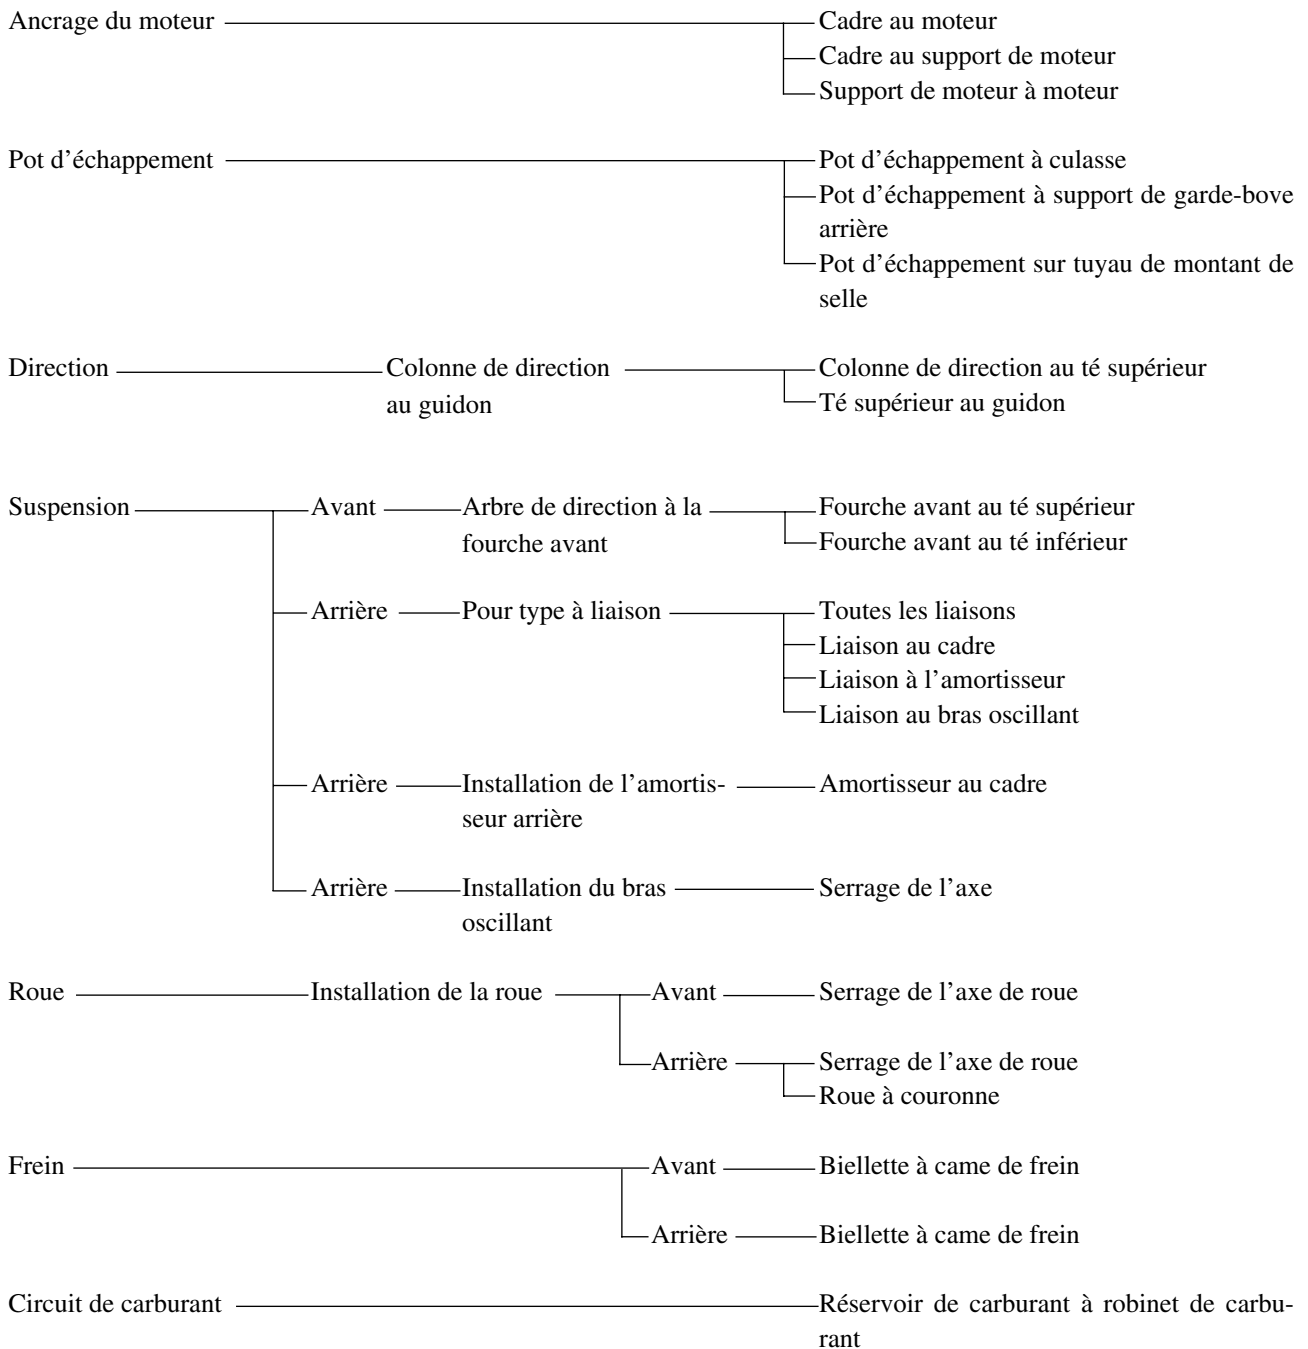 Ancrage du moteur Cadre au moteur
Cadre au support de moteur
Support de moteur à moteur
Pot d'échappement Pot d'échappement à culasse
Pot d'échappement à support de garde-bove
arrière
Pot d'échappement sur tuyau de montant de
selle
Direction Colonne de direction Colonne de direction au té supérieur
au guidon Té supérieur au guidon
Suspension Avant Arbre de direction à la Fourche avant au té supérieur
fourche avant Fourche avant au té inférieur
Arrière Pour type à liaison Toutes les liaisons
Liaison au cadre
Liaison à l'amortisseur
Liaison au bras oscillant
Arrière Installation de l'amortis- Amortisseur au cadre
seur arrière
Arrière Installation du bras Serrage de l'axe
oscillant
Roue Installation de la roue Avant Serrage de l'axe de roue
Arrière Serrage de l'axe de roue
Roue à couronne
Frein Avant Biellette à came de frein
Arrière Biellette à came de frein
Circuit de carburant Réservoir de carburant à robinet de carbu-
rant